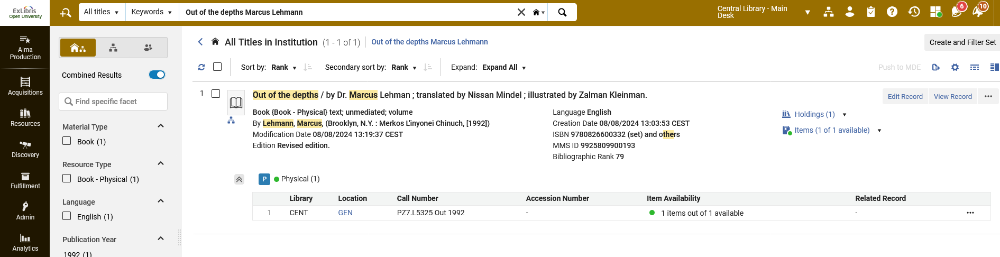 ExLibris
Open University
All titles
Keywords
Out of the depths Marcus Lehmann
Central Library - Main
Desk
6
10
Alma
Production
Acquisitions
Resources
Discovery
Fulfillment
Admin
Analytics
Combined Results
Find specific facet
Material Type
Book (1)
Resource Type
Book - Physical (1)
Language
English (1)
Publication Year
1992 (1)
All Titles in Institution (1 - 1 of 1) Out of the depths Marcus Lehmann
Create and Filter Set
Sort by: Rank Secondary sort by: Rank Expand: Expand All
Push to MDE
1
Out of the depths / by Dr. Marcus Lehman ; translated by Nissan Mindel ; illustrated by Zalman Kleinman.
Edit Record View Record
Book {Book - Physical} text; unmediated; volume
By Lehmann, Marcus, (Brooklyn, N.Y. : Merkos L'inyonei Chinuch, [1992])
Modification Date 08/08/2024 13:19:37 CEST
Edition Revised edition.
Language English
Creation Date 08/08/2024 13:03:53 CEST
ISBN 9780826600332 (set) and others
MMS ID 9925809900193
Bibliographic Rank 79
Holdings (1)
Items (1 of 1 available)
P Physical (1)
Library Location Call Number Accession Number Item Availability Related Record
1 CENT GEN PZ7.L5325 Out 1992 - 1 items out of 1 available -